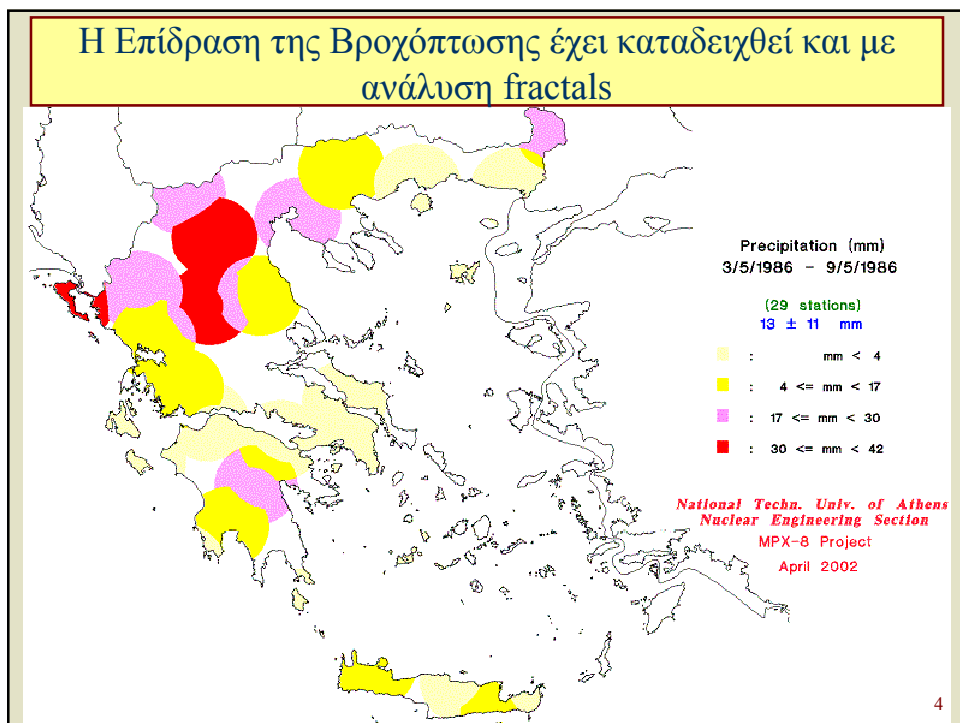 Η Επίδραση της Βροχόπτωσης έχει καταδειχθεί και με
ανάλυση fractals
Precipitation (mm)
3/5/1986 - 9/5/1986
(29 stations)
13 ± 11 mm
: mm < 4
: 4 <= mm < 17
: 17 <= mm < 30
: 30 <= mm < 42
National Techn. Univ. of Athens
Nuclear Engineering Section
MPX-8 Project
April 2002
4